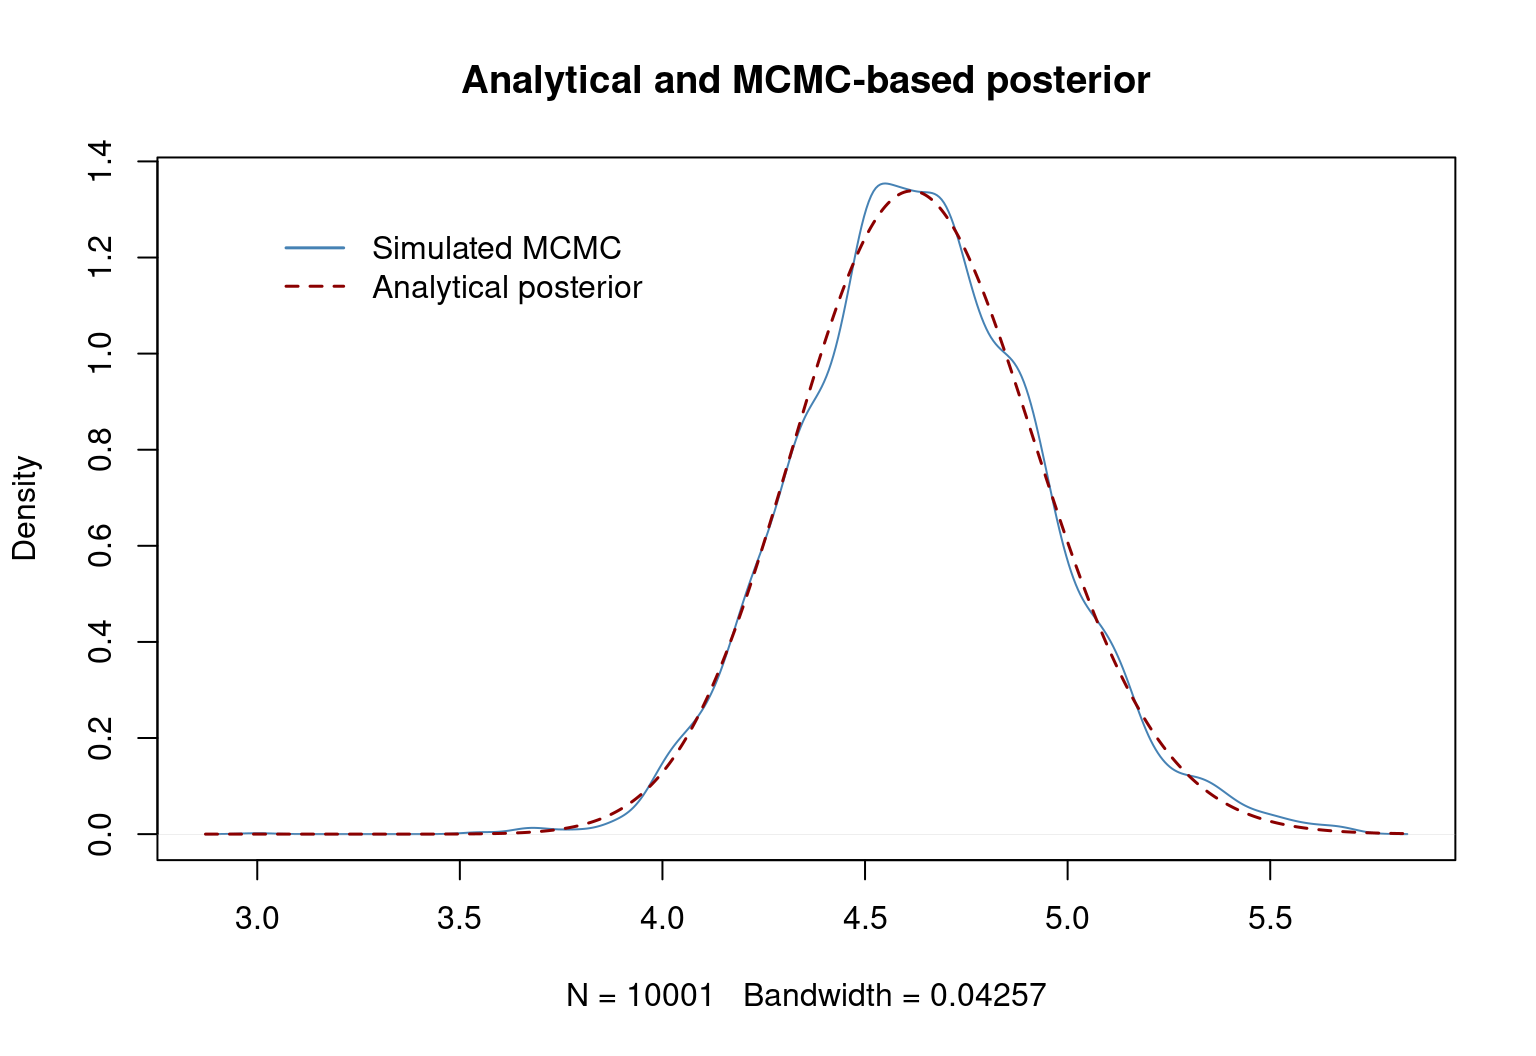 Analytical and MCMC-based posterior
1.4
1.2
1.0
0.8
0.6
0.4
0.2
0.0
Density
Simulated MCMC
Analytical posterior
3.0 3.5 4.0 4.5 5.0 5.5
N = 10001 Bandwidth = 0.04257